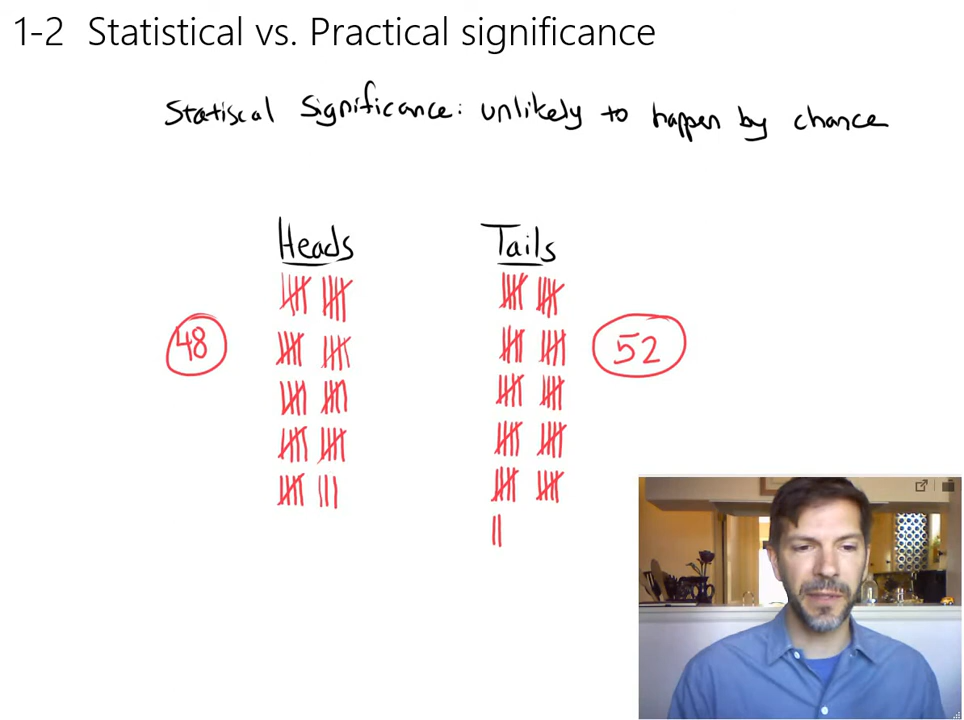 1-2 Statistical vs. Practical significance
Statiscal Significance: unlikely to happen by chance
Heads Tails
48 52